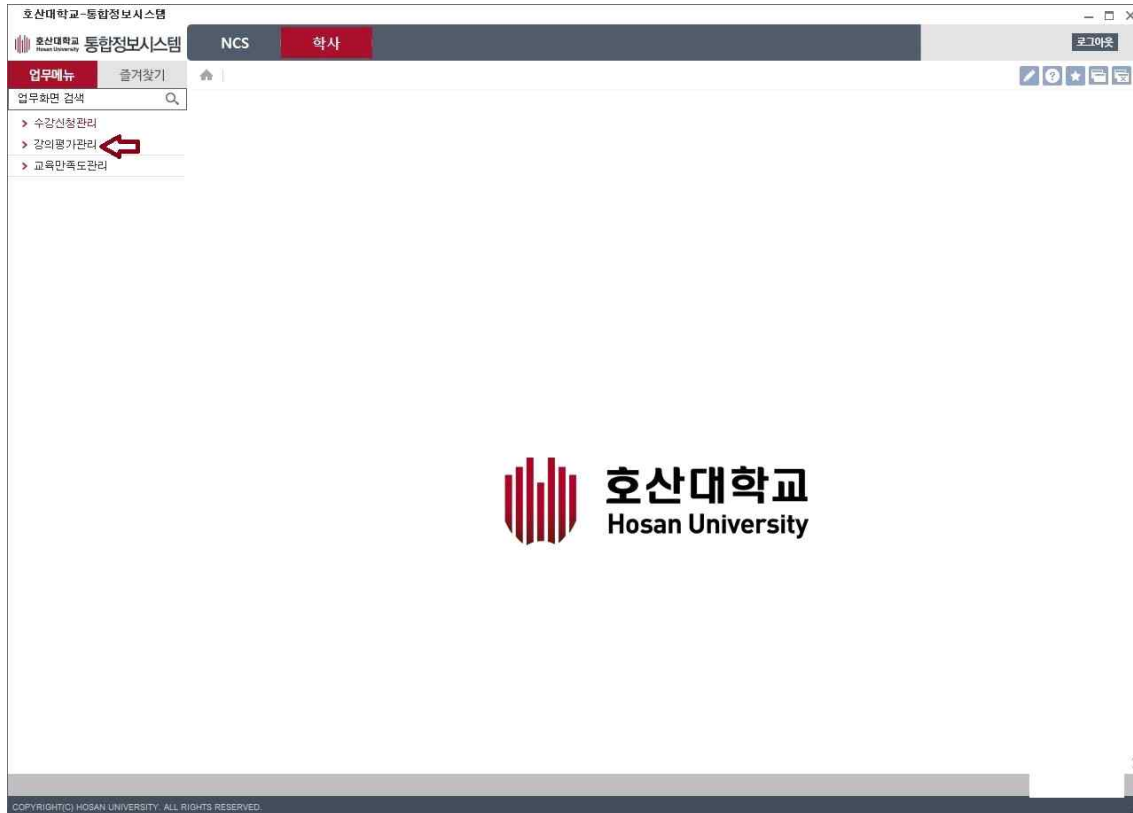 호산대학교-통합정보시스템
호산대학교 Hosan University 통합정보시스템
NCS 학사 로그아웃
업무메뉴 즐겨찾기
업무화면 검색
수강신청관리
강의평가관리
교육만족도관리
호산대학교
Hosan University
COPYRIGHT(C) HOSAN UNIVERSITY. ALL RIGHTS RESERVED.